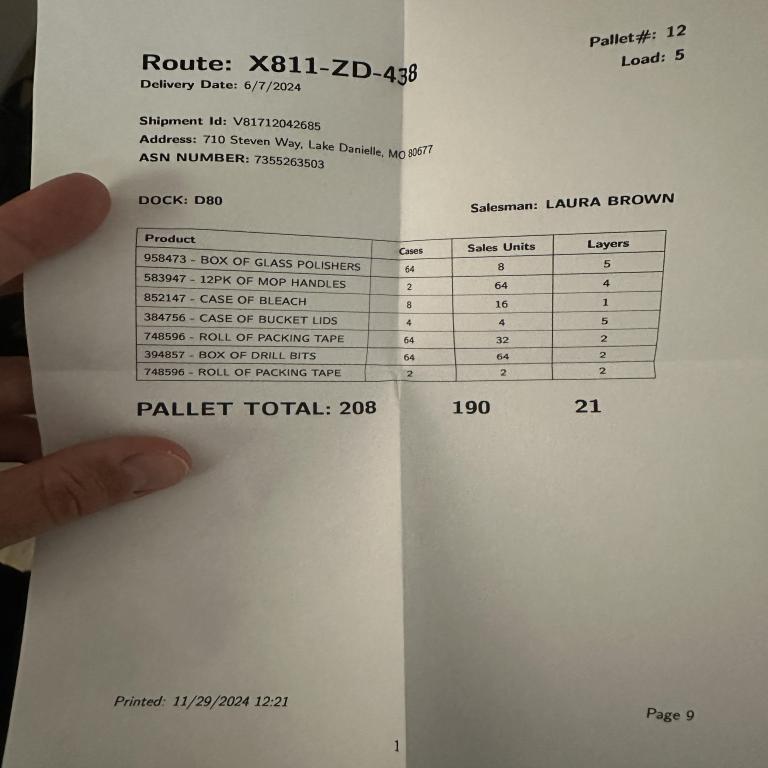 Pallet#: 12
Load: 5
Route: X811-ZD-438
Delivery Date: 6/7/2024
Shipment Id: V81712042685
Address: 710 Steven Way, Lake Danielle, MO 80677
ASN NUMBER: 7355263503
DOCK: D80
Salesman: LAURA BROWN
Product Cases Sales Units Layers
958473 - BOX OF GLASS POLISHERS 64 8 5
583947 - 12PK OF MOP HANDLES 2 64 4
852147 - CASE OF BLEACH 8 16 1
384756 - CASE OF BUCKET LIDS 4 4 5
748596 - ROLL OF PACKING TAPE 64 32 2
394857 - BOX OF DRILL BITS 64 64 2
748596 - ROLL OF PACKING TAPE 2 2 2
PALLET TOTAL: 208 190 21
Printed: 11/29/2024 12:21
Page 9
1